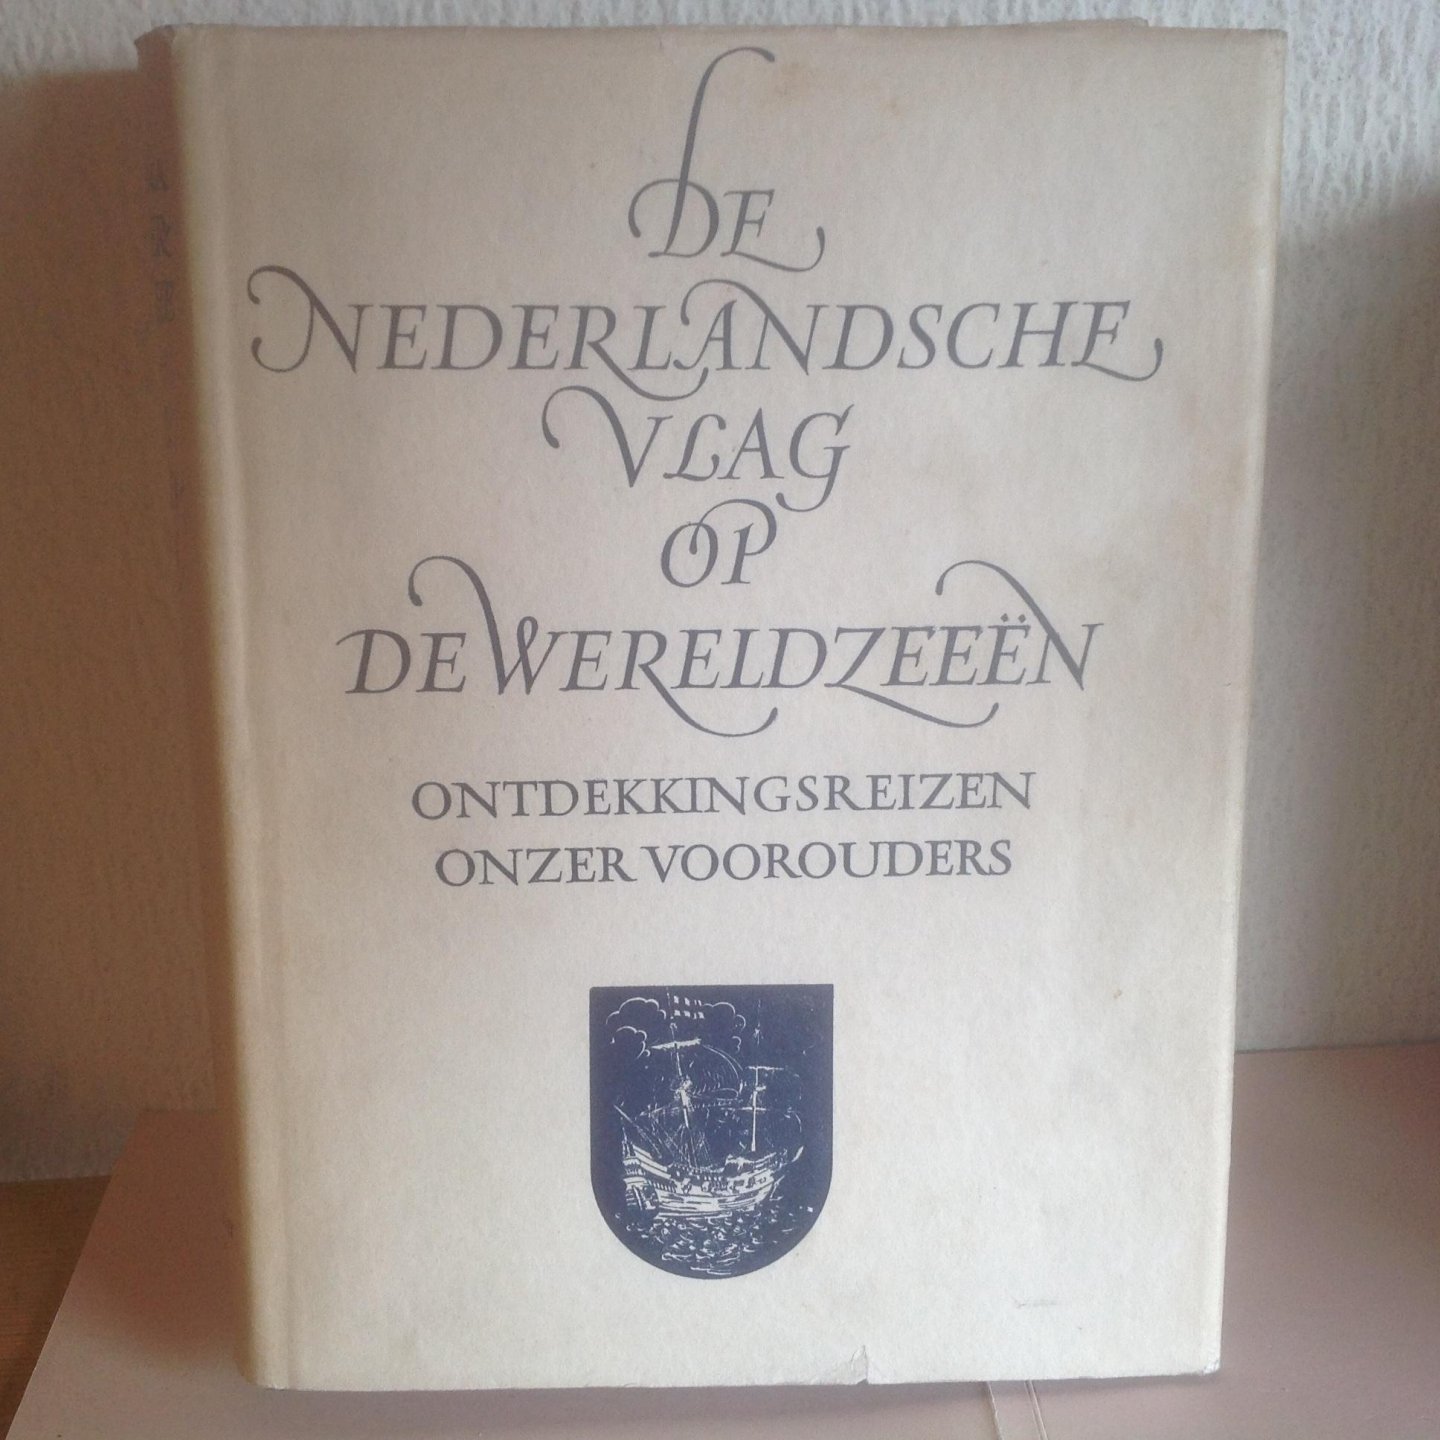 DE
NEDERLANDSCHE
VLAG
OP
DE WERELDZEEËN
ONTDEKKINGSREIZEN
ONZER VOOROUDERS